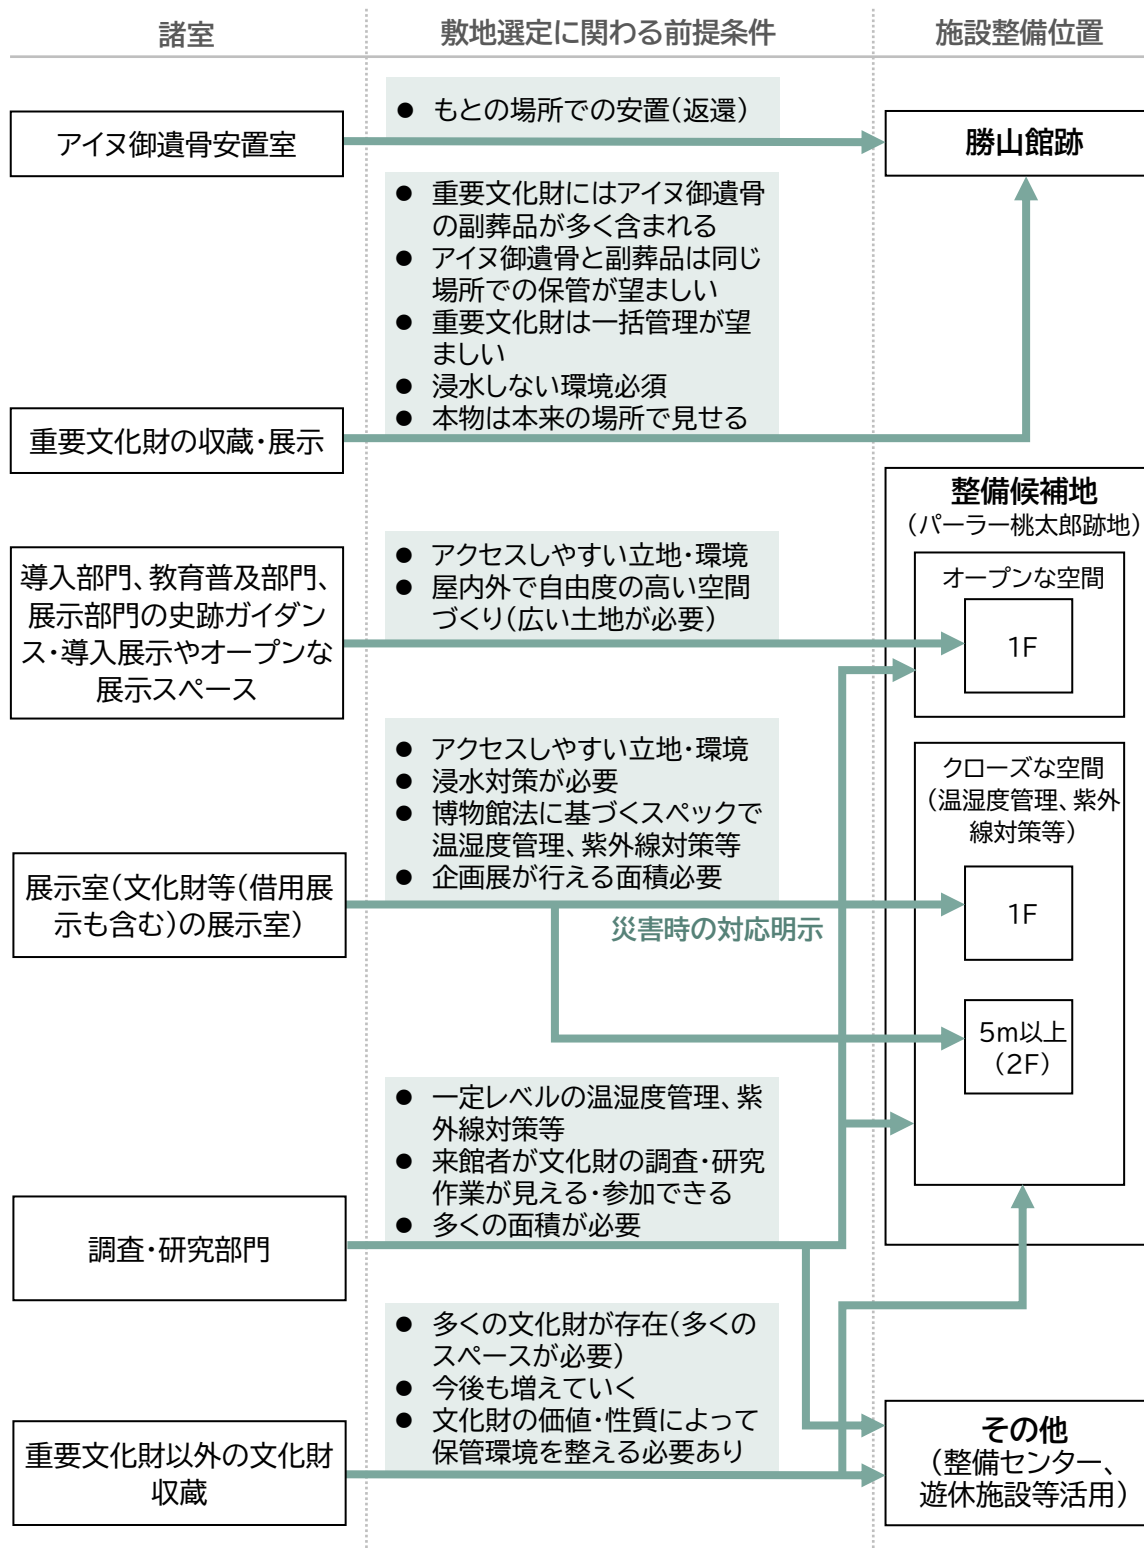 諸室
敷地選定に関わる前提条件
施設整備位置
アイヌ御遺骨安置室
● もとの場所での安置(返還)
勝山館跡
● 重要文化財にはアイヌ御遺骨
の副葬品が多く含まれる
● アイヌ御遺骨と副葬品は同じ
場所での保管が望ましい
● 重要文化財は一括管理が望
ましい
● 浸水しない環境必須
● 本物は本来の場所で見せる
重要文化財の収蔵・展示
整備候補地
(パーラー桃太郎跡地)
導入部門、教育普及部門、
展示部門の史跡ガイダン
ス・導入展示やオープンな
展示スペース
● アクセスしやすい立地・環境
● 屋内外で自由度の高い空間
づくり(広い土地が必要)
オープンな空間
1F
● アクセスしやすい立地・環境
● 浸水対策が必要
● 博物館法に基づくスペックで
温湿度管理、紫外線対策等
● 企画展が行える面積必要
クローズな空間
(温湿度管理、紫外
線対策等)
展示室(文化財等(借用展
示も含む)の展示室)
災害時の対応明示
1F
5m以上
(2F)
● 一定レベルの温湿度管理、紫
外線対策等
● 来館者が文化財の調査・研究
作業が見える・参加できる
● 多くの面積が必要
調査・研究部門
● 多くの文化財が存在(多くの
スペースが必要)
● 今後も増えていく
● 文化財の価値・性質によって
保管環境を整える必要あり
重要文化財以外の文化財
収蔵
その他
(整備センター、
遊休施設等活用)